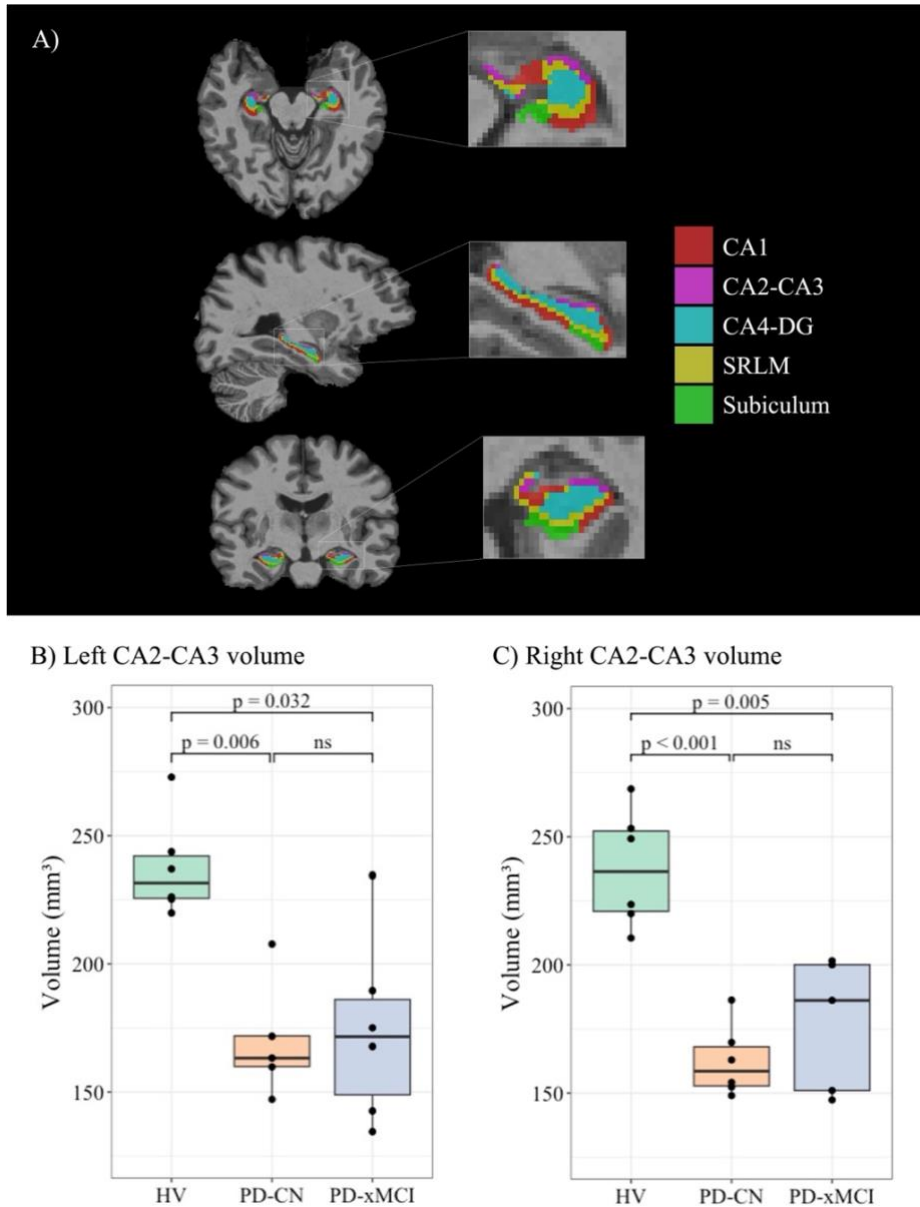 A)
CA1
CA2-CA3
CA4-DG
SRLM
Subiculum
B) Left CA2-CA3 volume
300
250
200
150
Volume (mm³)
p = 0.032
p = 0.006
ns
HV
PD-CN
PD-xMCI
C) Right CA2-CA3 volume
300
250
200
150
Volume (mm³)
p = 0.005
p < 0.001
ns
HV
PD-CN
PD-xMCI